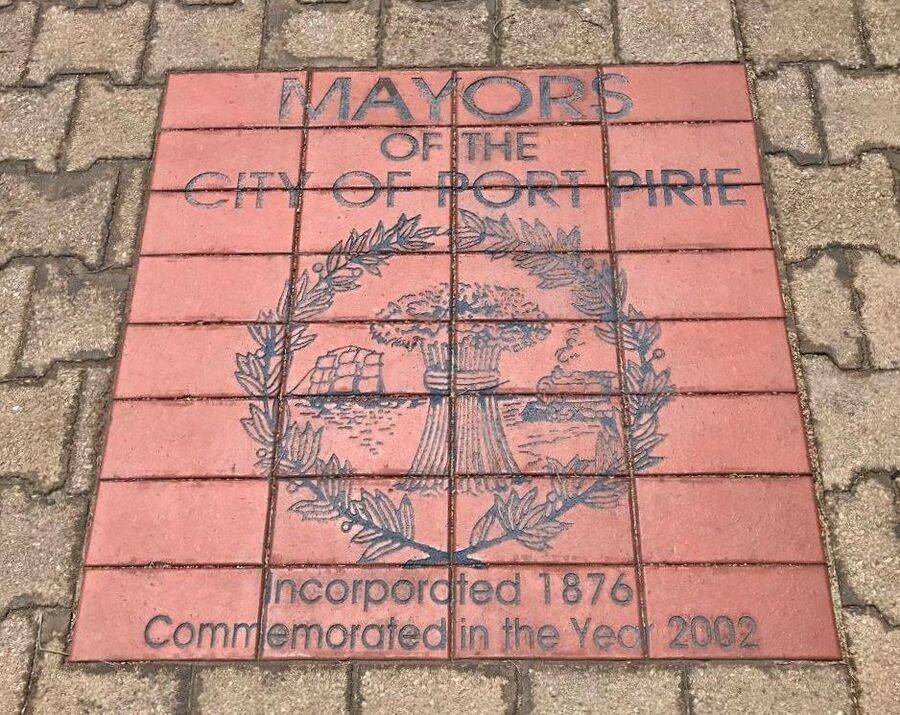 MAYORS
OF THE
CITY OF PORT PIRIE
Incorporated 1876
Commemorated in the Year 2002